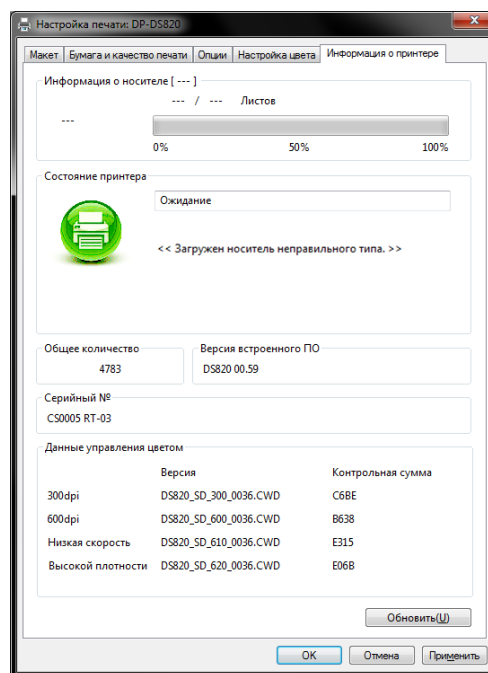 Настройка печати: DP-DS820
Макет Бумага и качество печати Опции Настройка цвета Информация о принтере
Информация о носителе [ --- ]
--- / --- Листов
---
0% 50% 100%
Состояние принтера
Ожидание
<< Загружен носитель неправильного типа. >>
Общее количество Версия встроенного ПО
4783 DS820 00.59
Серийный №
CS0005 RT-03
Данные управления цветом
Версия Контрольная сумма
300dpi DS820_SD_300_0036.CWD C6BE
600dpi DS820_SD_600_0036.CWD B638
Низкая скорость DS820_SD_610_0036.CWD E315
Высокой плотности DS820_SD_620_0036.CWD E06B
Обновить(U)
OK Отмена Применить